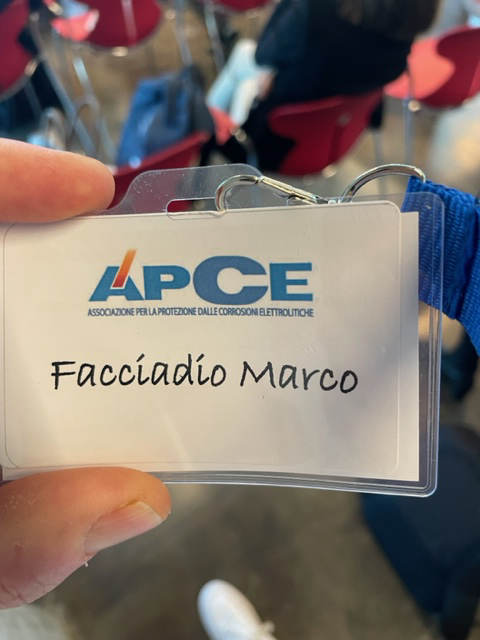 APCE
ASSOCIAZIONE PER LA PROTEZIONE DALLE CORROSIONI ELETTROLITICHE
Facciadio Marco